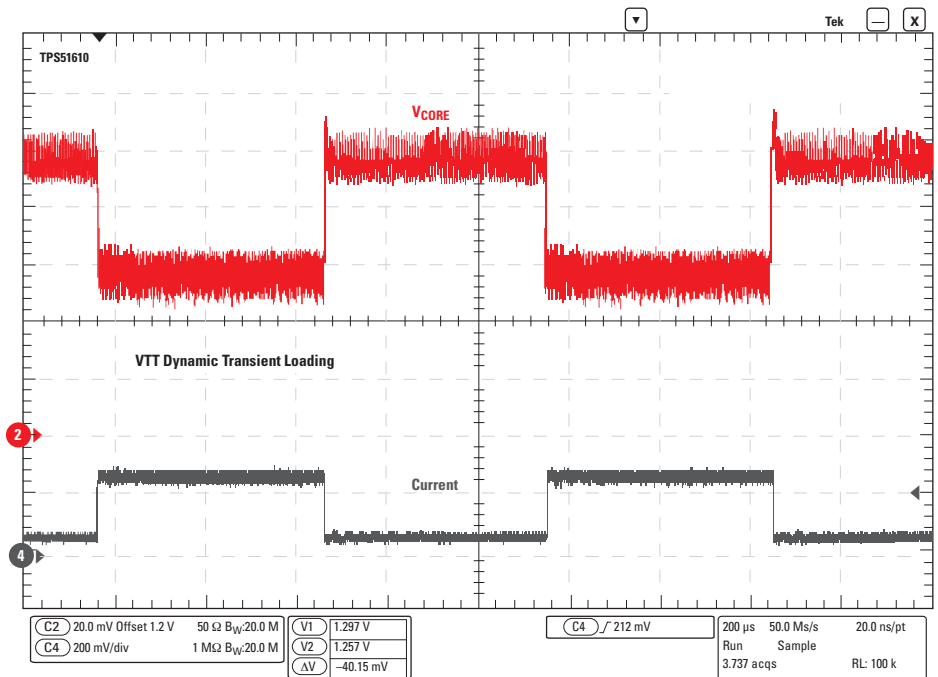 Tek — X
TPS51610
VCORE
VTT Dynamic Transient Loading
2
Current
4
C2 20.0 mV Offset 1.2 V 50 Ω BW:20.0 M
C4 200 mV/div 1 MΩ BW:20.0 M
V1 1.297 V
V2 1.257 V
ΔV −40.15 mV
C4 212 mV
200 µs 50.0 Ms/s 20.0 ns/pt
Run Sample
3.737 acqs RL: 100 k